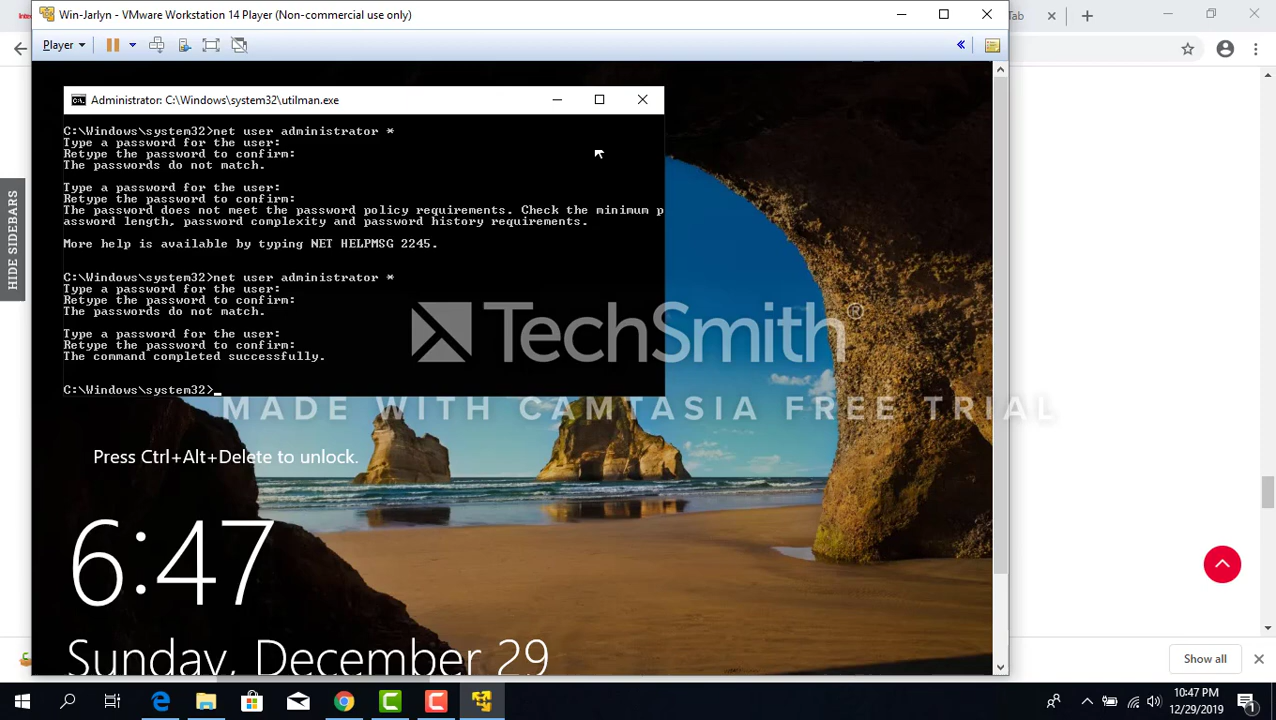 Win-Jarlyn - VMware Workstation 14 Player (Non-commercial use only)
Tab
Player
Administrator: C:\Windows\system32\utilman.exe
C:\Windows\system32>net user administrator *
Type a password for the user:
Retype the password to confirm:
The passwords do not match.
Type a password for the user:
Retype the password to confirm:
The password does not meet the password policy requirements. Check the minimum p
assword length, password complexity and password history requirements.
More help is available by typing NET HELPMSG 2245.
C:\Windows\system32>net user administrator *
Type a password for the user:
Retype the password to confirm:
The passwords do not match.
Type a password for the user:
Retype the password to confirm:
The command completed successfully.
C:\Windows\system32>_
HIDE SIDEBARS
TechSmith®
MADE WITH CAMTASIA FREE TRIAL
Press Ctrl+Alt+Delete to unlock.
6:47
Sunday, December 29
Show all
10:47 PM
12/29/2019
1